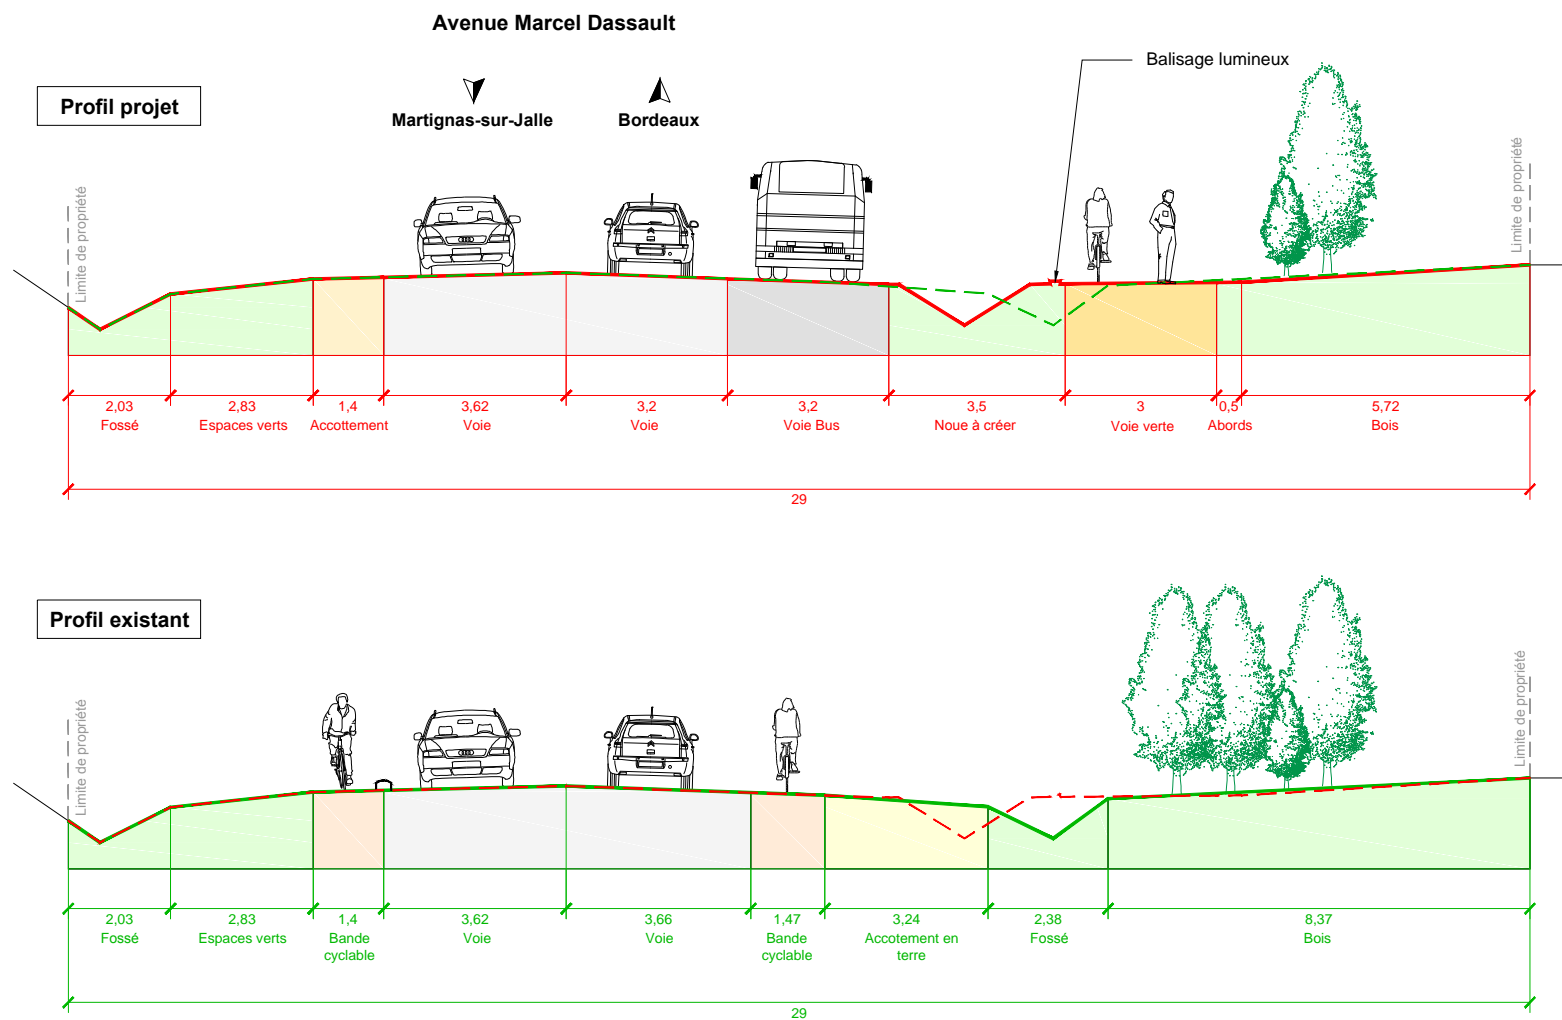 Avenue Marcel Dassault
Balisage lumineux
Profil projet
Martignas-sur-Jalle
Bordeaux
Limite de propriété
Limite de propriété
2,03
2,83
1,4
3,62
3,2
3,2
3,5
3
0,5
5,72
Fossé
Espaces verts
Accottement
Voie
Voie
Voie Bus
Noue à créer
Voie verte
Abords
Bois
29
Profil existant
Limite de propriété
Limite de propriété
2,03
2,83
1,4
3,62
3,66
1,47
3,24
2,38
8,37
Fossé
Espaces verts
Bande
cyclable
Voie
Voie
Bande
cyclable
Accotement en
terre
Fossé
Bois
29